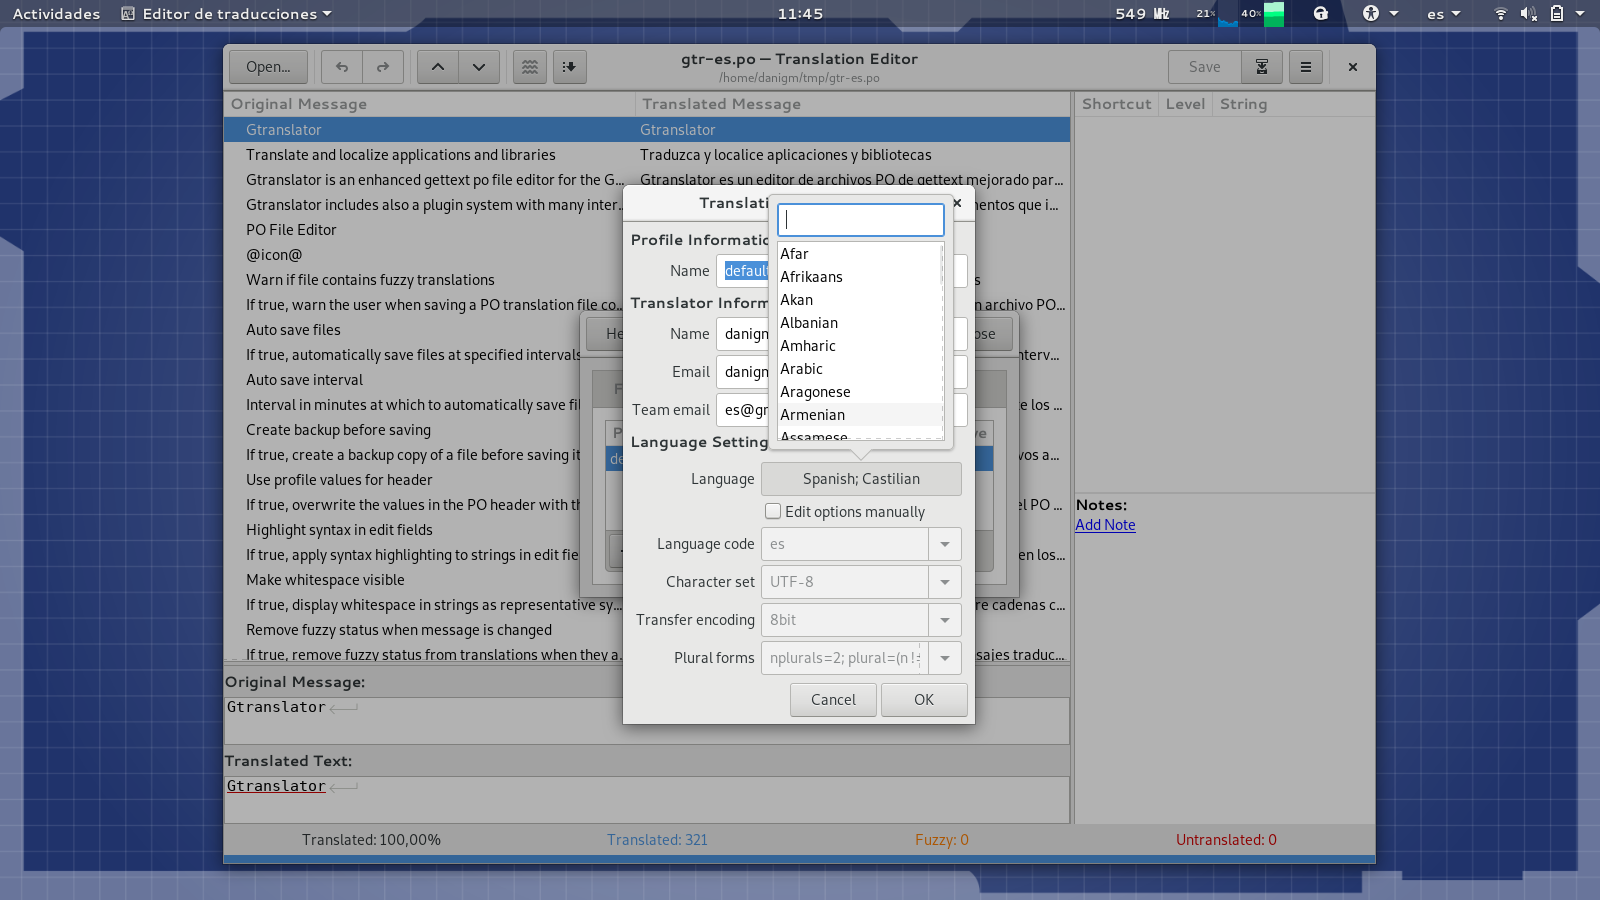 Actividades
Editor de traducciones
11:45
549 MHz
21%
40%
es
Open...
gtr-es.po — Translation Editor
/home/danigm/tmp/gtr-es.po
Save
Original Message
Translated Message
Shortcut
Level
String
Gtranslator
Gtranslator
Translate and localize applications and libraries
Traduzca y localice aplicaciones y bibliotecas
Gtranslator is an enhanced gettext po file editor for the G...
Gtranslator es un editor de archivos PO de gettext mejorado par...
Gtranslator includes also a plugin system with many inter
nentos que i...
PO File Editor
@icon@
Warn if file contains fuzzy translations
If true, warn the user when saving a PO translation file co...
n archivo PO...
Auto save files
If true, automatically save files at specified intervals
interv...
Auto save interval
Interval in minutes at which to automatically save fil
e los ...
Create backup before saving
If true, create a backup copy of a file before saving it
vos a...
Use profile values for header
If true, overwrite the values in the PO header with th
el PO ...
Highlight syntax in edit fields
If true, apply syntax highlighting to strings in edit fie
en los...
Make whitespace visible
If true, display whitespace in strings as representative sy...
re cadenas c...
Remove fuzzy status when message is changed
If true, remove fuzzy status from translations when they a...
sajes traduc...
Translati
Profile Informatio
Name
default
Translator Inform
Name
danigm
Email
danigm
Team email
es@gn
Language Setting
Afar
Afrikaans
Akan
Albanian
Amharic
Arabic
Aragonese
Armenian
Assamese
Language
Spanish; Castilian
Edit options manually
Language code
es
Character set
UTF-8
Transfer encoding
8bit
Plural forms
nplurals=2; plural=(n !=
Cancel
OK
He
ose
de
ve
Notes:
Add Note
Original Message:
Gtranslator
Translated Text:
Gtranslator
Translated: 100,00%
Translated: 321
Fuzzy: 0
Untranslated: 0